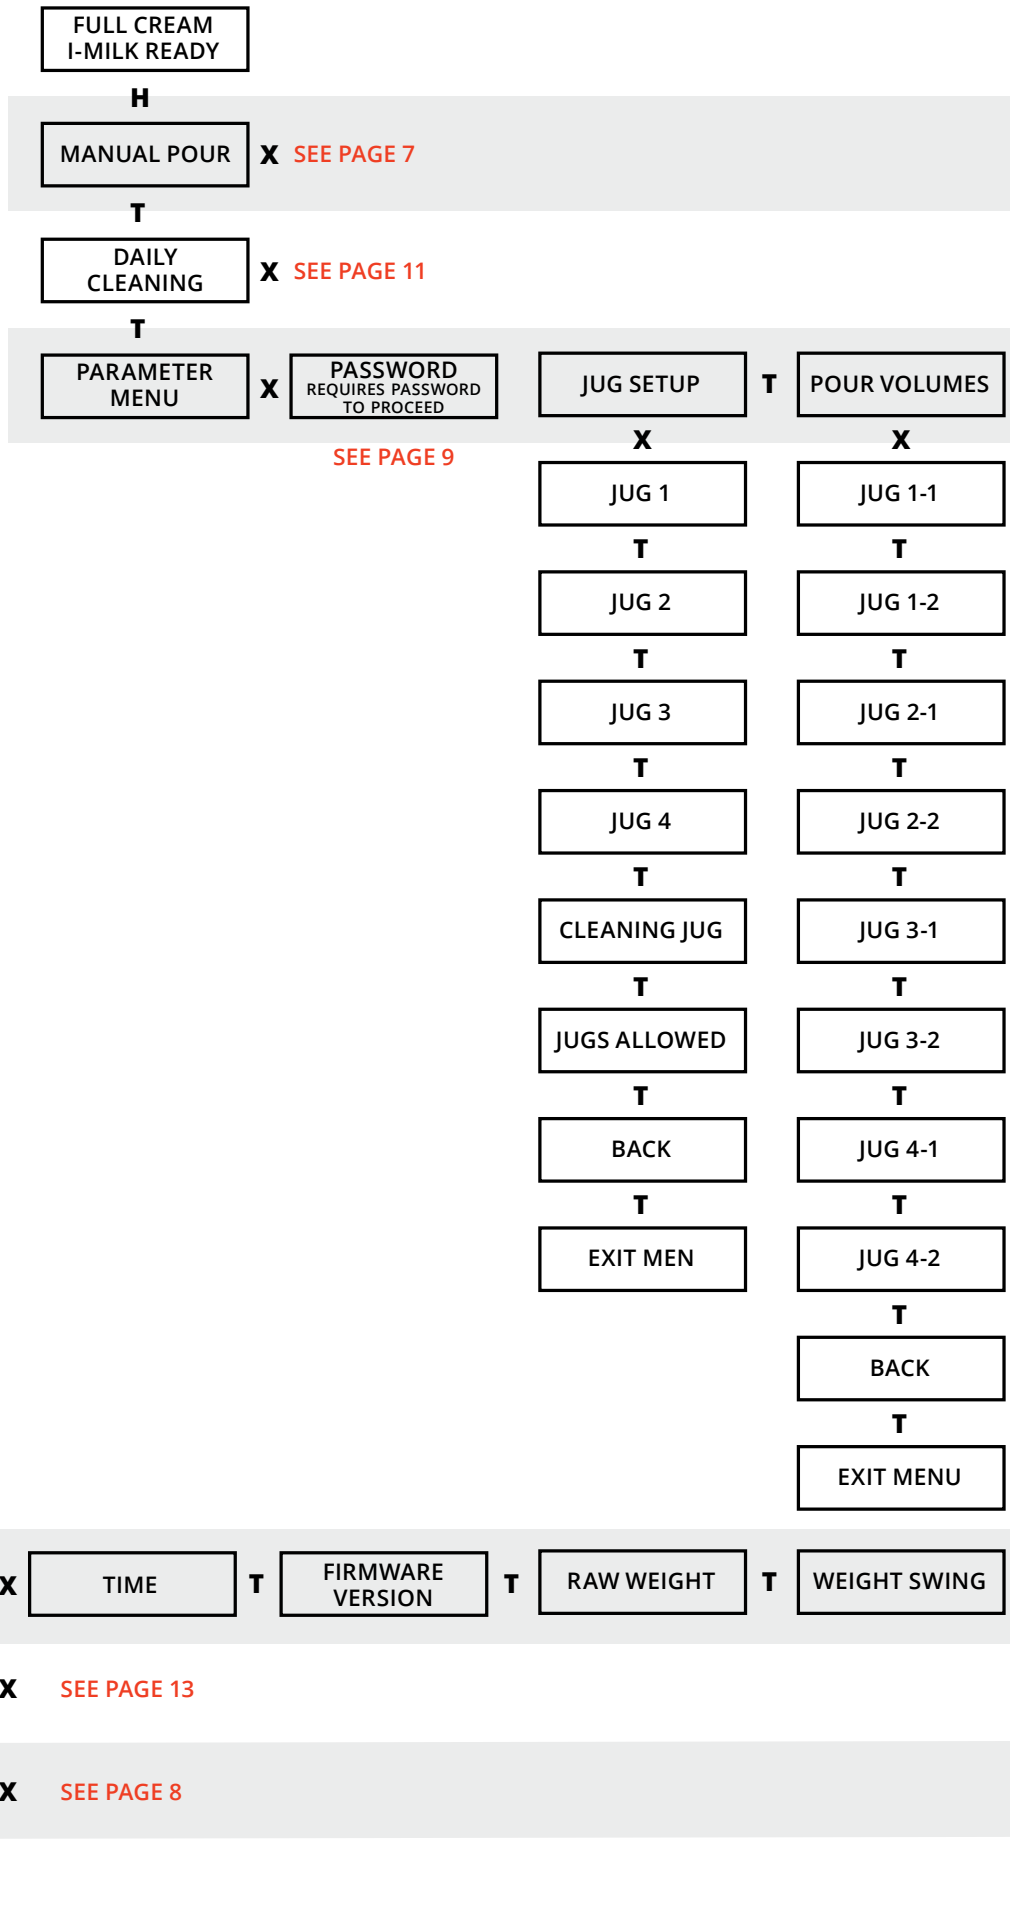 FULL CREAM
I-MILK READY
H
MANUAL POUR X SEE PAGE 7
T
DAILY
CLEANING
X SEE PAGE 11
T
PARAMETER
MENU
X
PASSWORD
REQUIRES PASSWORD
TO PROCEED
SEE PAGE 9
JUG SETUP T POUR VOLUMES
X X
JUG 1 JUG 1-1
T T
JUG 2 JUG 1-2
T T
JUG 3 JUG 2-1
T T
JUG 4 JUG 2-2
T T
CLEANING JUG JUG 3-1
T T
JUGS ALLOWED JUG 3-2
T T
BACK JUG 4-1
T T
EXIT MEN JUG 4-2
T
BACK
T
EXIT MENU
X TIME T
FIRMWARE
VERSION
T RAW WEIGHT T WEIGHT SWING
X SEE PAGE 13
X SEE PAGE 8